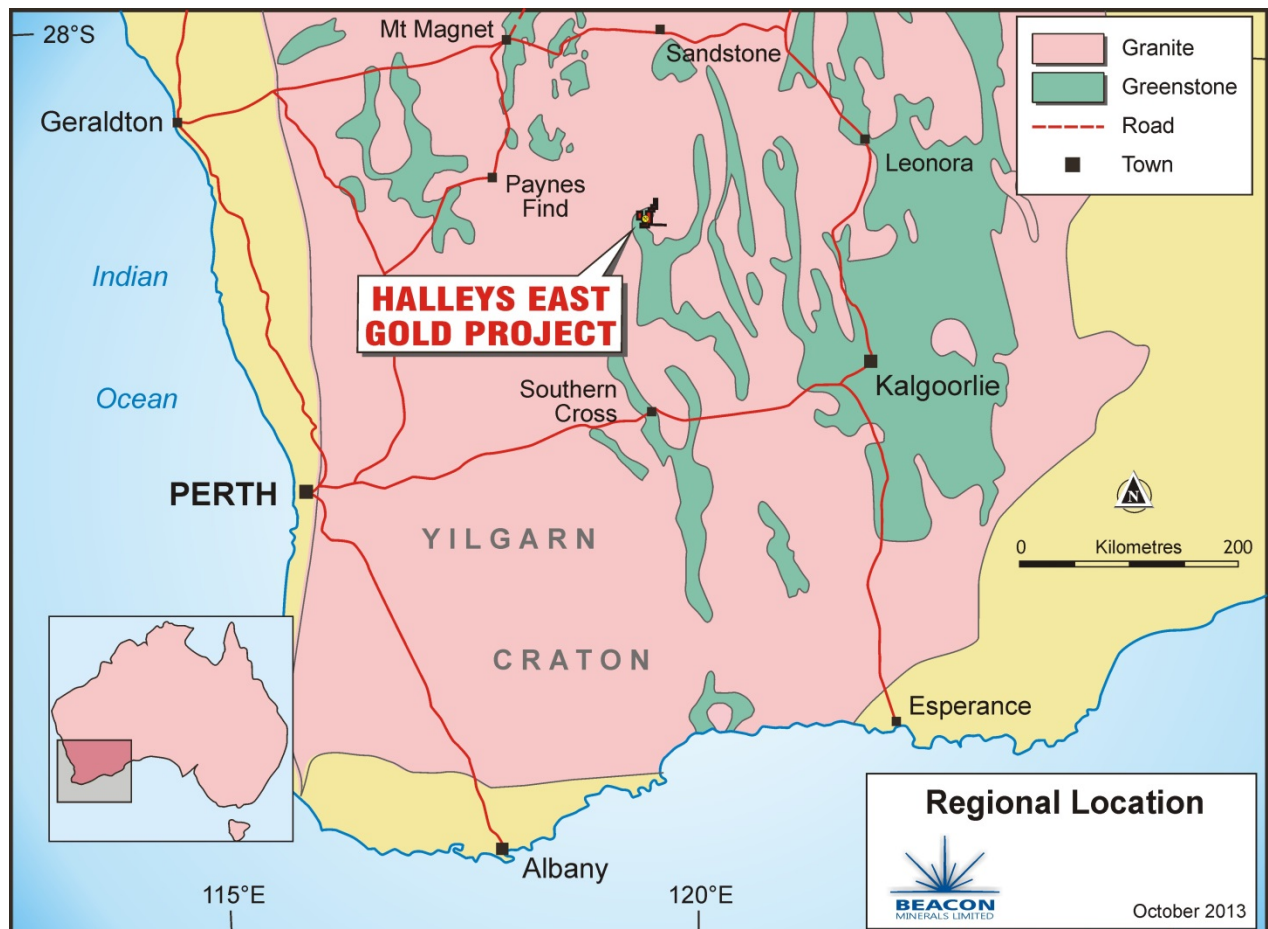 28°S
Mt Magnet
Sandstone
Granite
Greenstone
Road
Town
Geraldton
Leonora
Paynes
Find
Indian
Ocean
HALLEYS EAST
GOLD PROJECT
Kalgoorlie
Southern
Cross
PERTH
N
YILGARN
0 Kilometres 200
CRATON
Esperance
Regional Location
Albany
BEACON
MINERALS LIMITED
115°E
120°E
October 2013